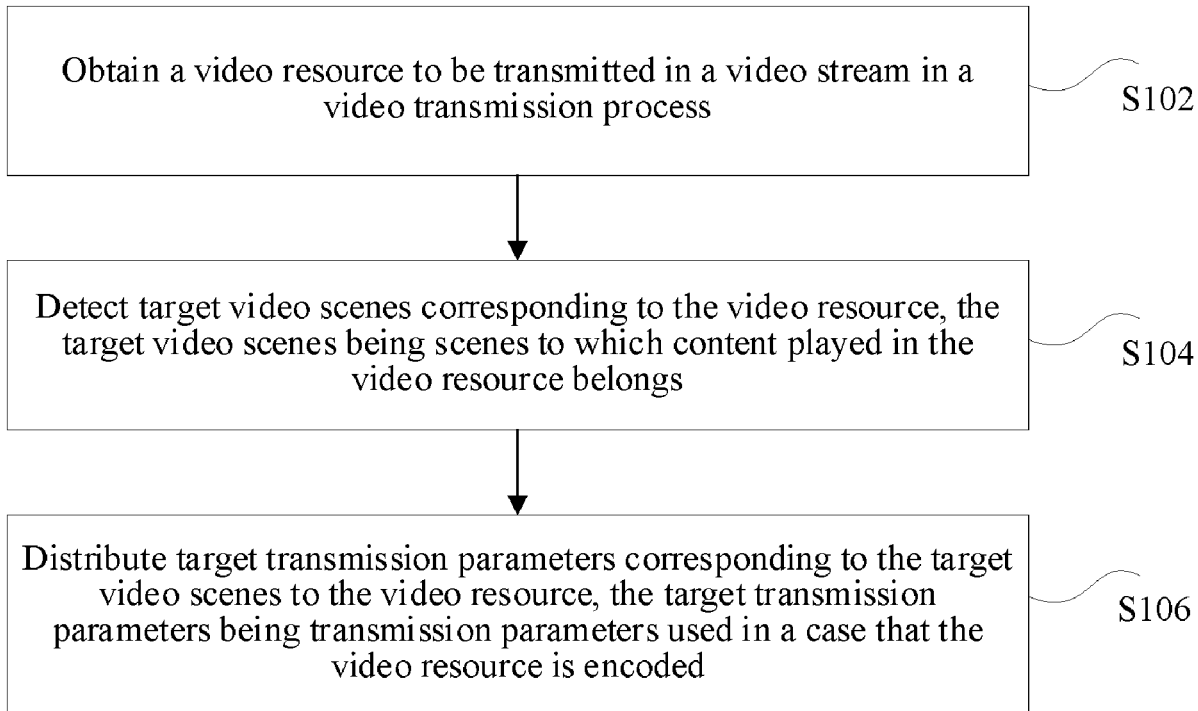 Obtain a video resource to be transmitted in a video stream in a
video transmission process
S102
Detect target video scenes corresponding to the video resource, the
target video scenes being scenes to which content played in the
video resource belongs
S104
Distribute target transmission parameters corresponding to the target
video scenes to the video resource, the target transmission
parameters being transmission parameters used in a case that the
video resource is encoded
S106